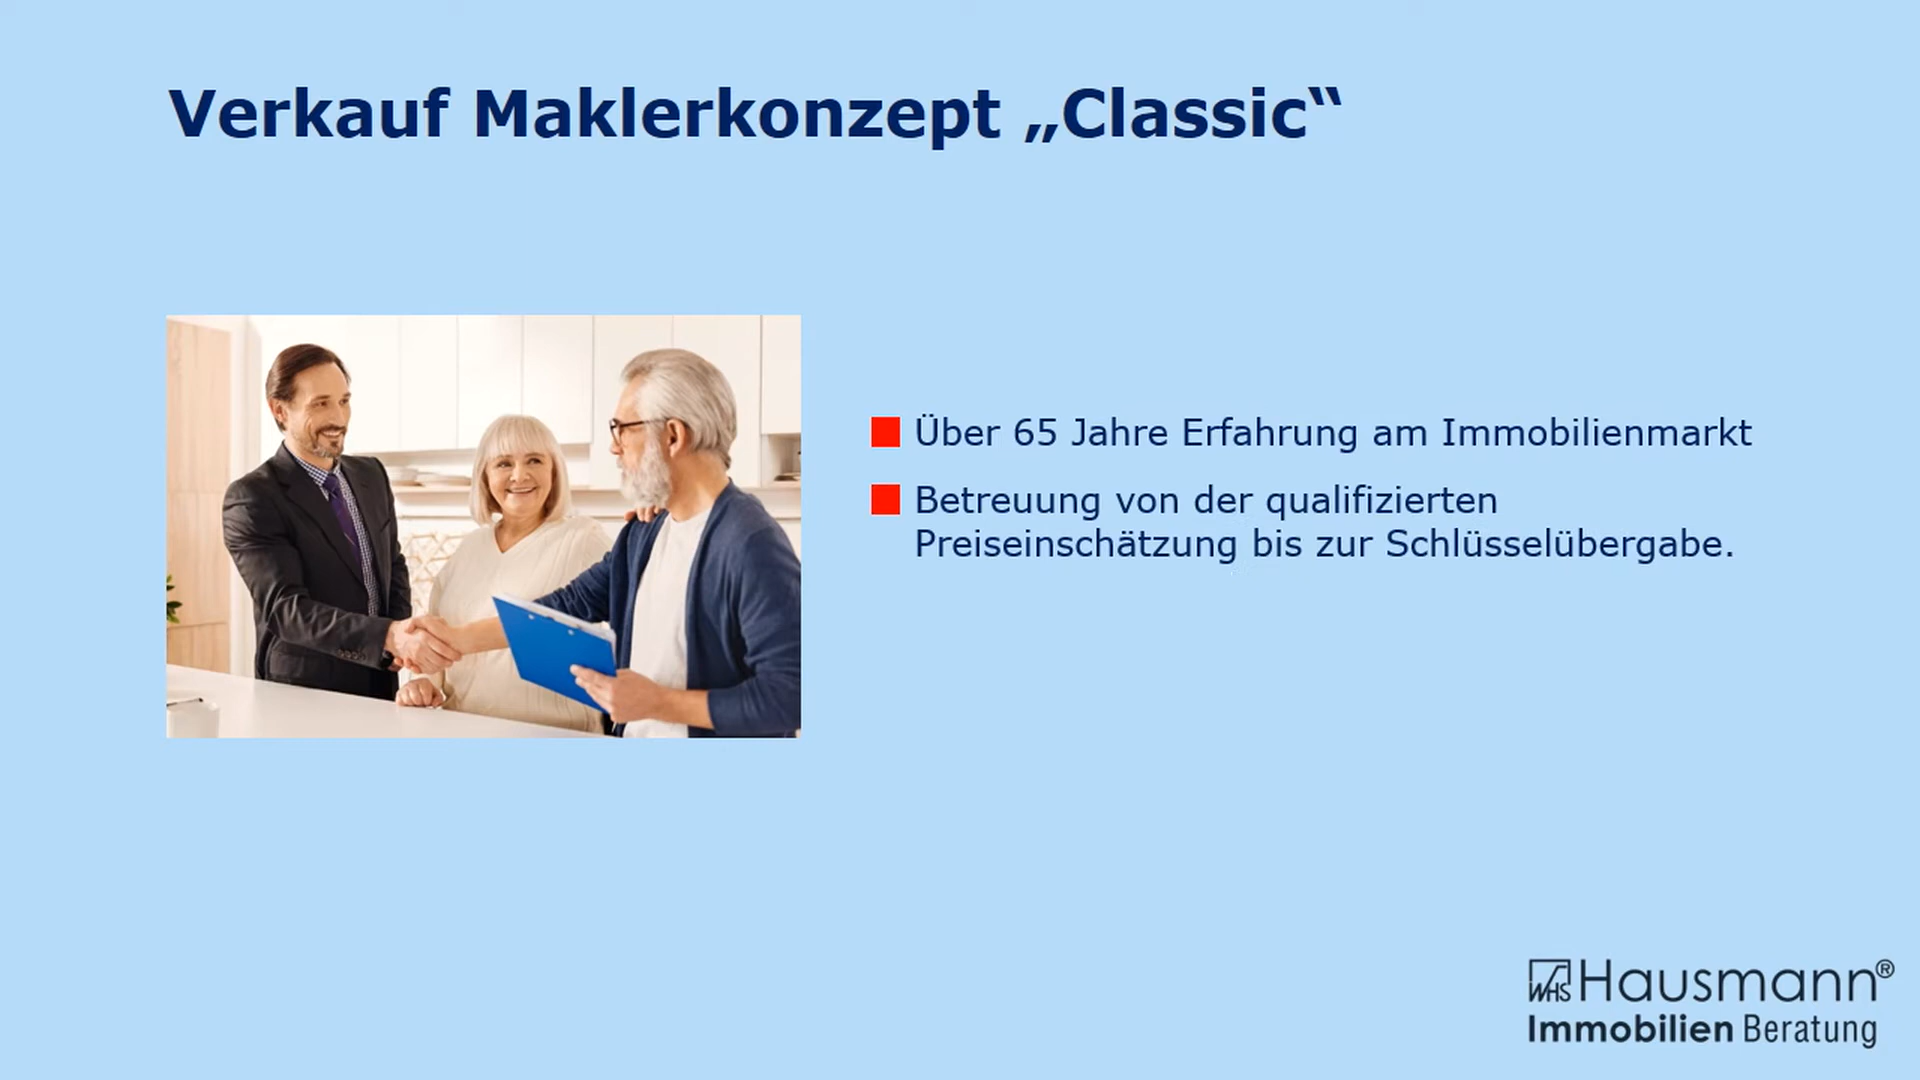 Verkauf Maklerkonzept „Classic“
Über 65 Jahre Erfahrung am Immobilienmarkt
Betreuung von der qualifizierten
Preiseinschätzung bis zur Schlüsselübergabe.
WHS Hausmann®
Immobilien Beratung